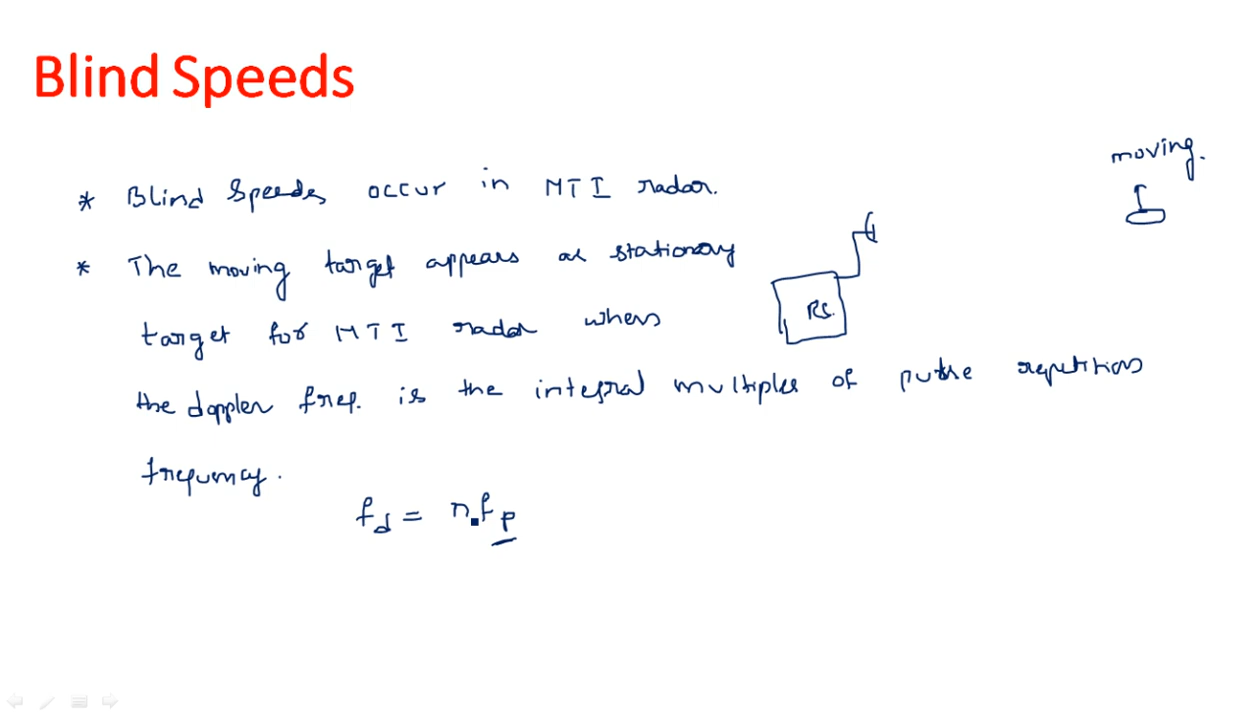 Blind Speeds
moving.
* Blind Speeds occur in MTI radar.
* The moving target appears as stationary
RS.
target for MTI radar when
the doppler freq. is the integral multiples of pulse repetition
frequency.
fd = n.fp